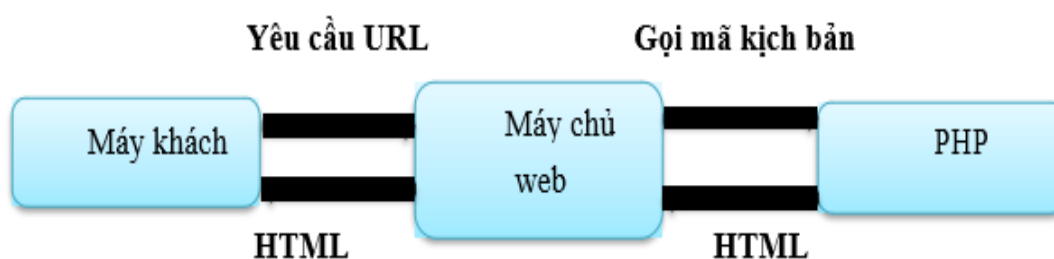 Yêu cầu URL
Gọi mã kịch bản
Máy khách
Máy chủ
web
PHP
HTML
HTML